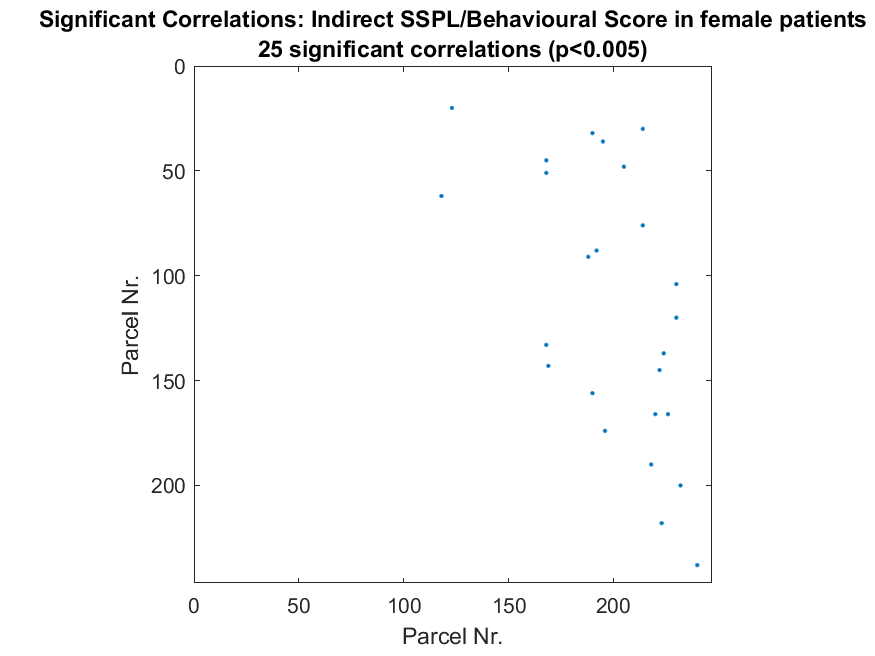 Significant Correlations: Indirect SSPL/Behavioural Score in female patients
25 significant correlations (p<0.005)
0
50
100
150
200
Parcel Nr.
0 50 100 150 200
Parcel Nr.